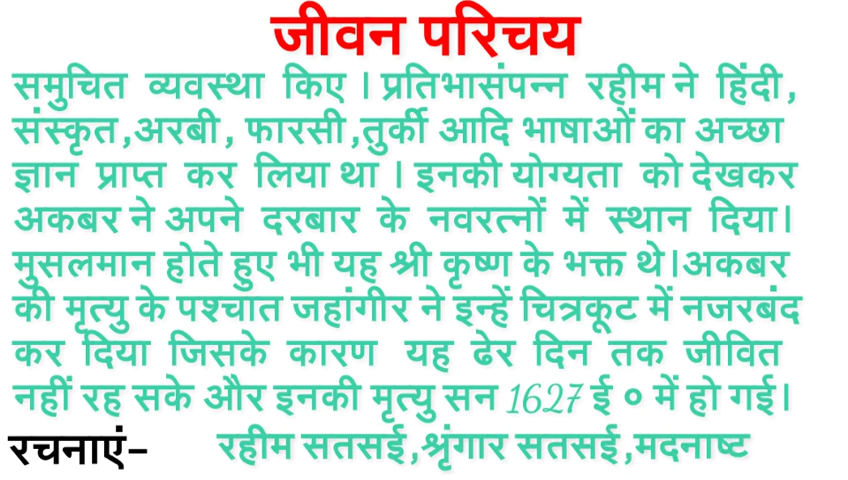 जीवन परिचय
समुचित व्यवस्था किए । प्रतिभासंपन्न रहीम ने हिंदी,
संस्कृत,अरबी, फारसी,तुर्की आदि भाषाओं का अच्छा
ज्ञान प्राप्त कर लिया था । इनकी योग्यता को देखकर
अकबर ने अपने दरबार के नवरत्नों में स्थान दिया।
मुसलमान होते हुए भी यह श्री कृष्ण के भक्त थे।अकबर
की मृत्यु के पश्चात जहांगीर ने इन्हें चित्रकूट में नजरबंद
कर दिया जिसके कारण यह ढेर दिन तक जीवित
नहीं रह सके और इनकी मृत्यु सन 1627 ई ० में हो गई।
रचनाएं– रहीम सतसई,श्रृंगार सतसई,मदनाष्ट